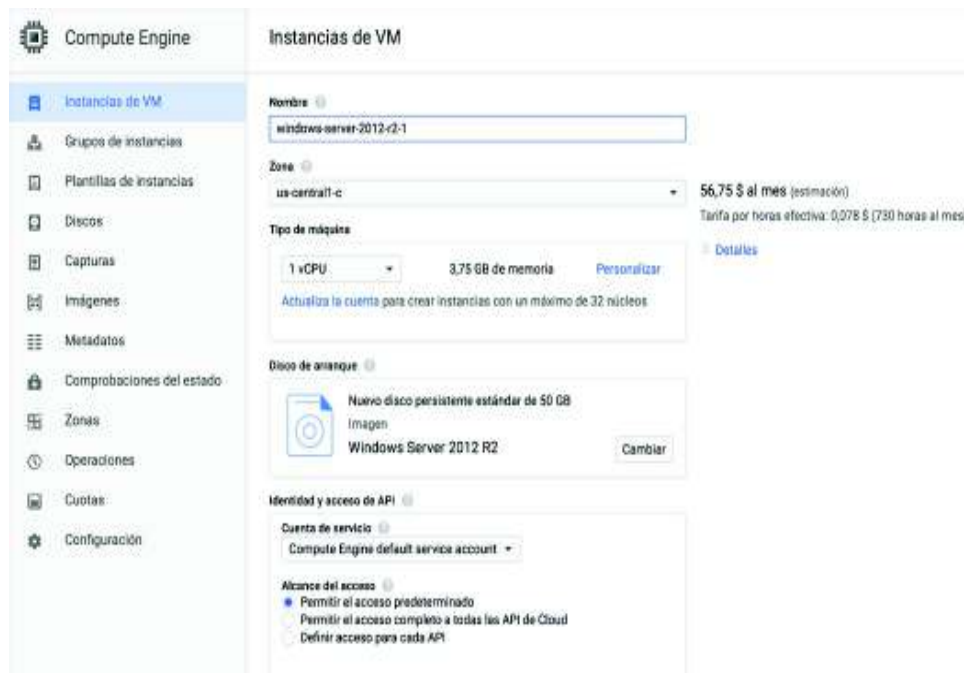 Compute Engine
Instancias de VM
Instancias de VM
Grupos de instancias
Plantillas de instancias
Discos
Capturas
Imágenes
Metadatos
Comprobaciones del estado
Zonas
Operaciones
Cuotas
Configuración
Nombre
windows-server-2012-r2-1
Zona
us-central1-c
Tipo de máquina
1 vCPU 3,75 GB de memoria Personalizar
Actualiza la cuenta para crear instancias con un máximo de 32 núcleos
Disco de arranque
Nuevo disco persistente estándar de 50 GB
Imagen
Windows Server 2012 R2
Cambiar
Identidad y acceso de API
Cuenta de servicio
Compute Engine default service account
Alcance del acceso
Permitir el acceso predeterminado
Permitir el acceso completo a todas las API de Cloud
Definir acceso para cada API
56,75 $ al mes (estimación)
Tarifa por horas efectiva: 0,078 $ (730 horas al mes
Detalles